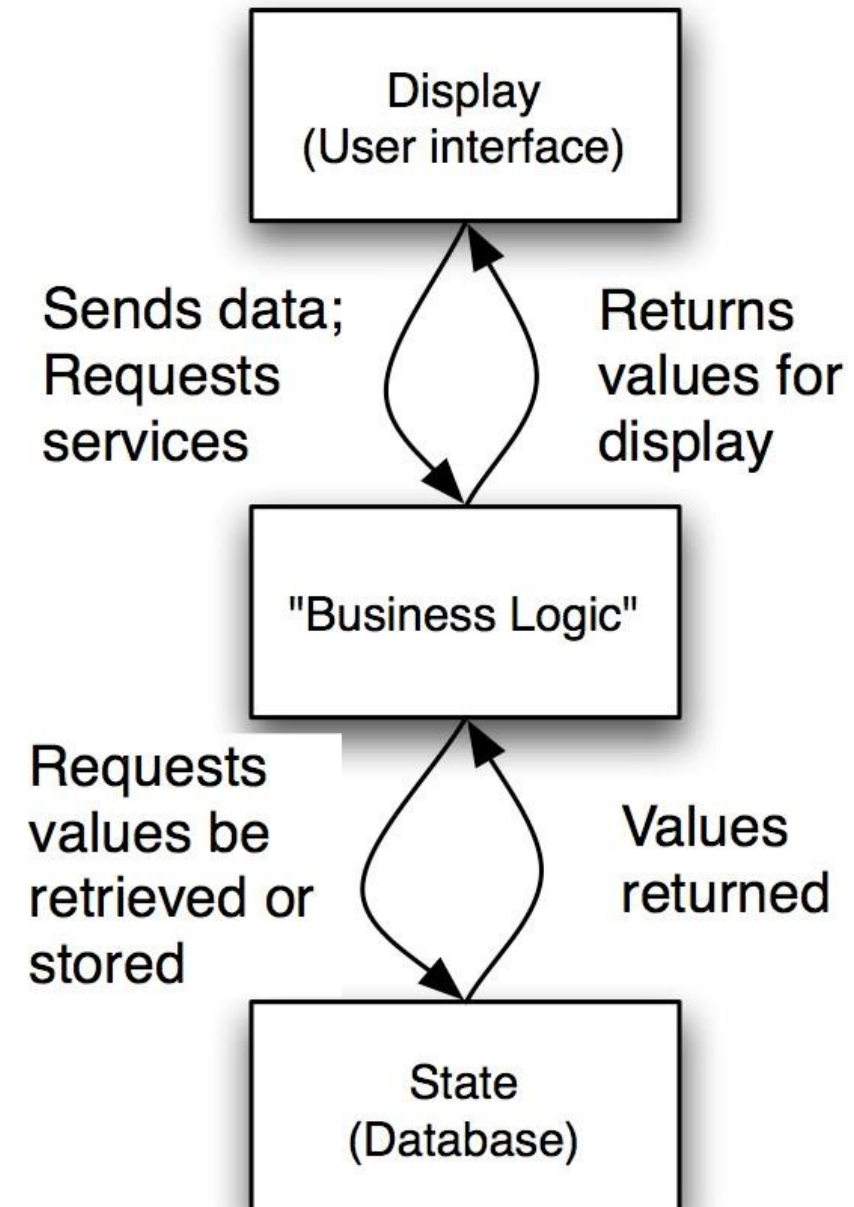 Display
(User interface)
Sends data;
Requests
services
Returns
values for
display
"Business Logic"
Requests
values be
retrieved or
stored
Values
returned
State
(Database)